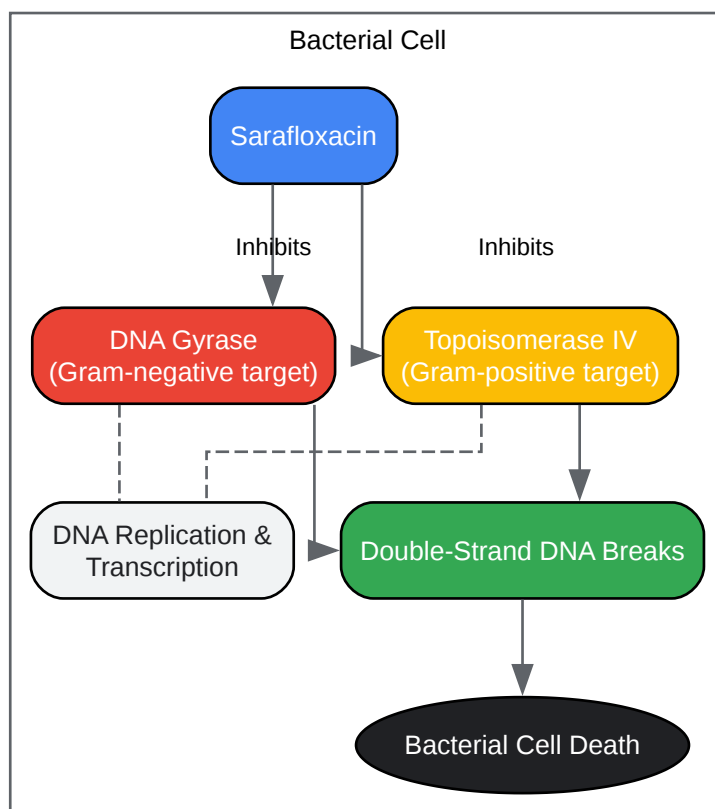 Bacterial Cell
Sarafloxacin
Inhibits
Inhibits
DNA Gyrase
(Gram-negative target)
Topoisomerase IV
(Gram-positive target)
DNA Replication &
Transcription
Double-Strand DNA Breaks
Bacterial Cell Death